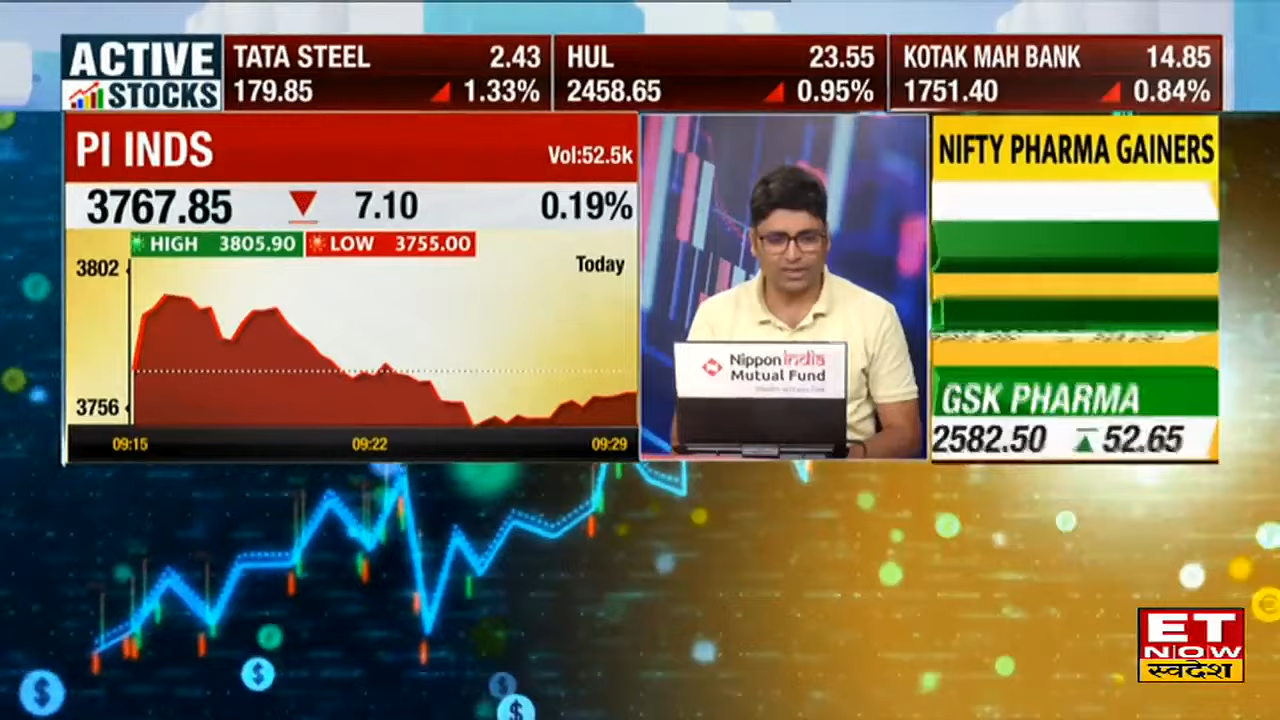 ACTIVE
STOCKS
TATA STEEL 2.43
179.85 1.33%
HUL 23.55
2458.65 0.95%
KOTAK MAH BANK 14.85
1751.40 0.84%
PI INDS Vol:52.5k
3767.85 7.10 0.19%
HIGH 3805.90 LOW 3755.00
Today
3802
3756
09:15 09:22 09:29
Nippon india
Mutual Fund
NIFTY PHARMA GAINERS
GSK PHARMA
2582.50 52.65
ET
NOW
स्वदेश